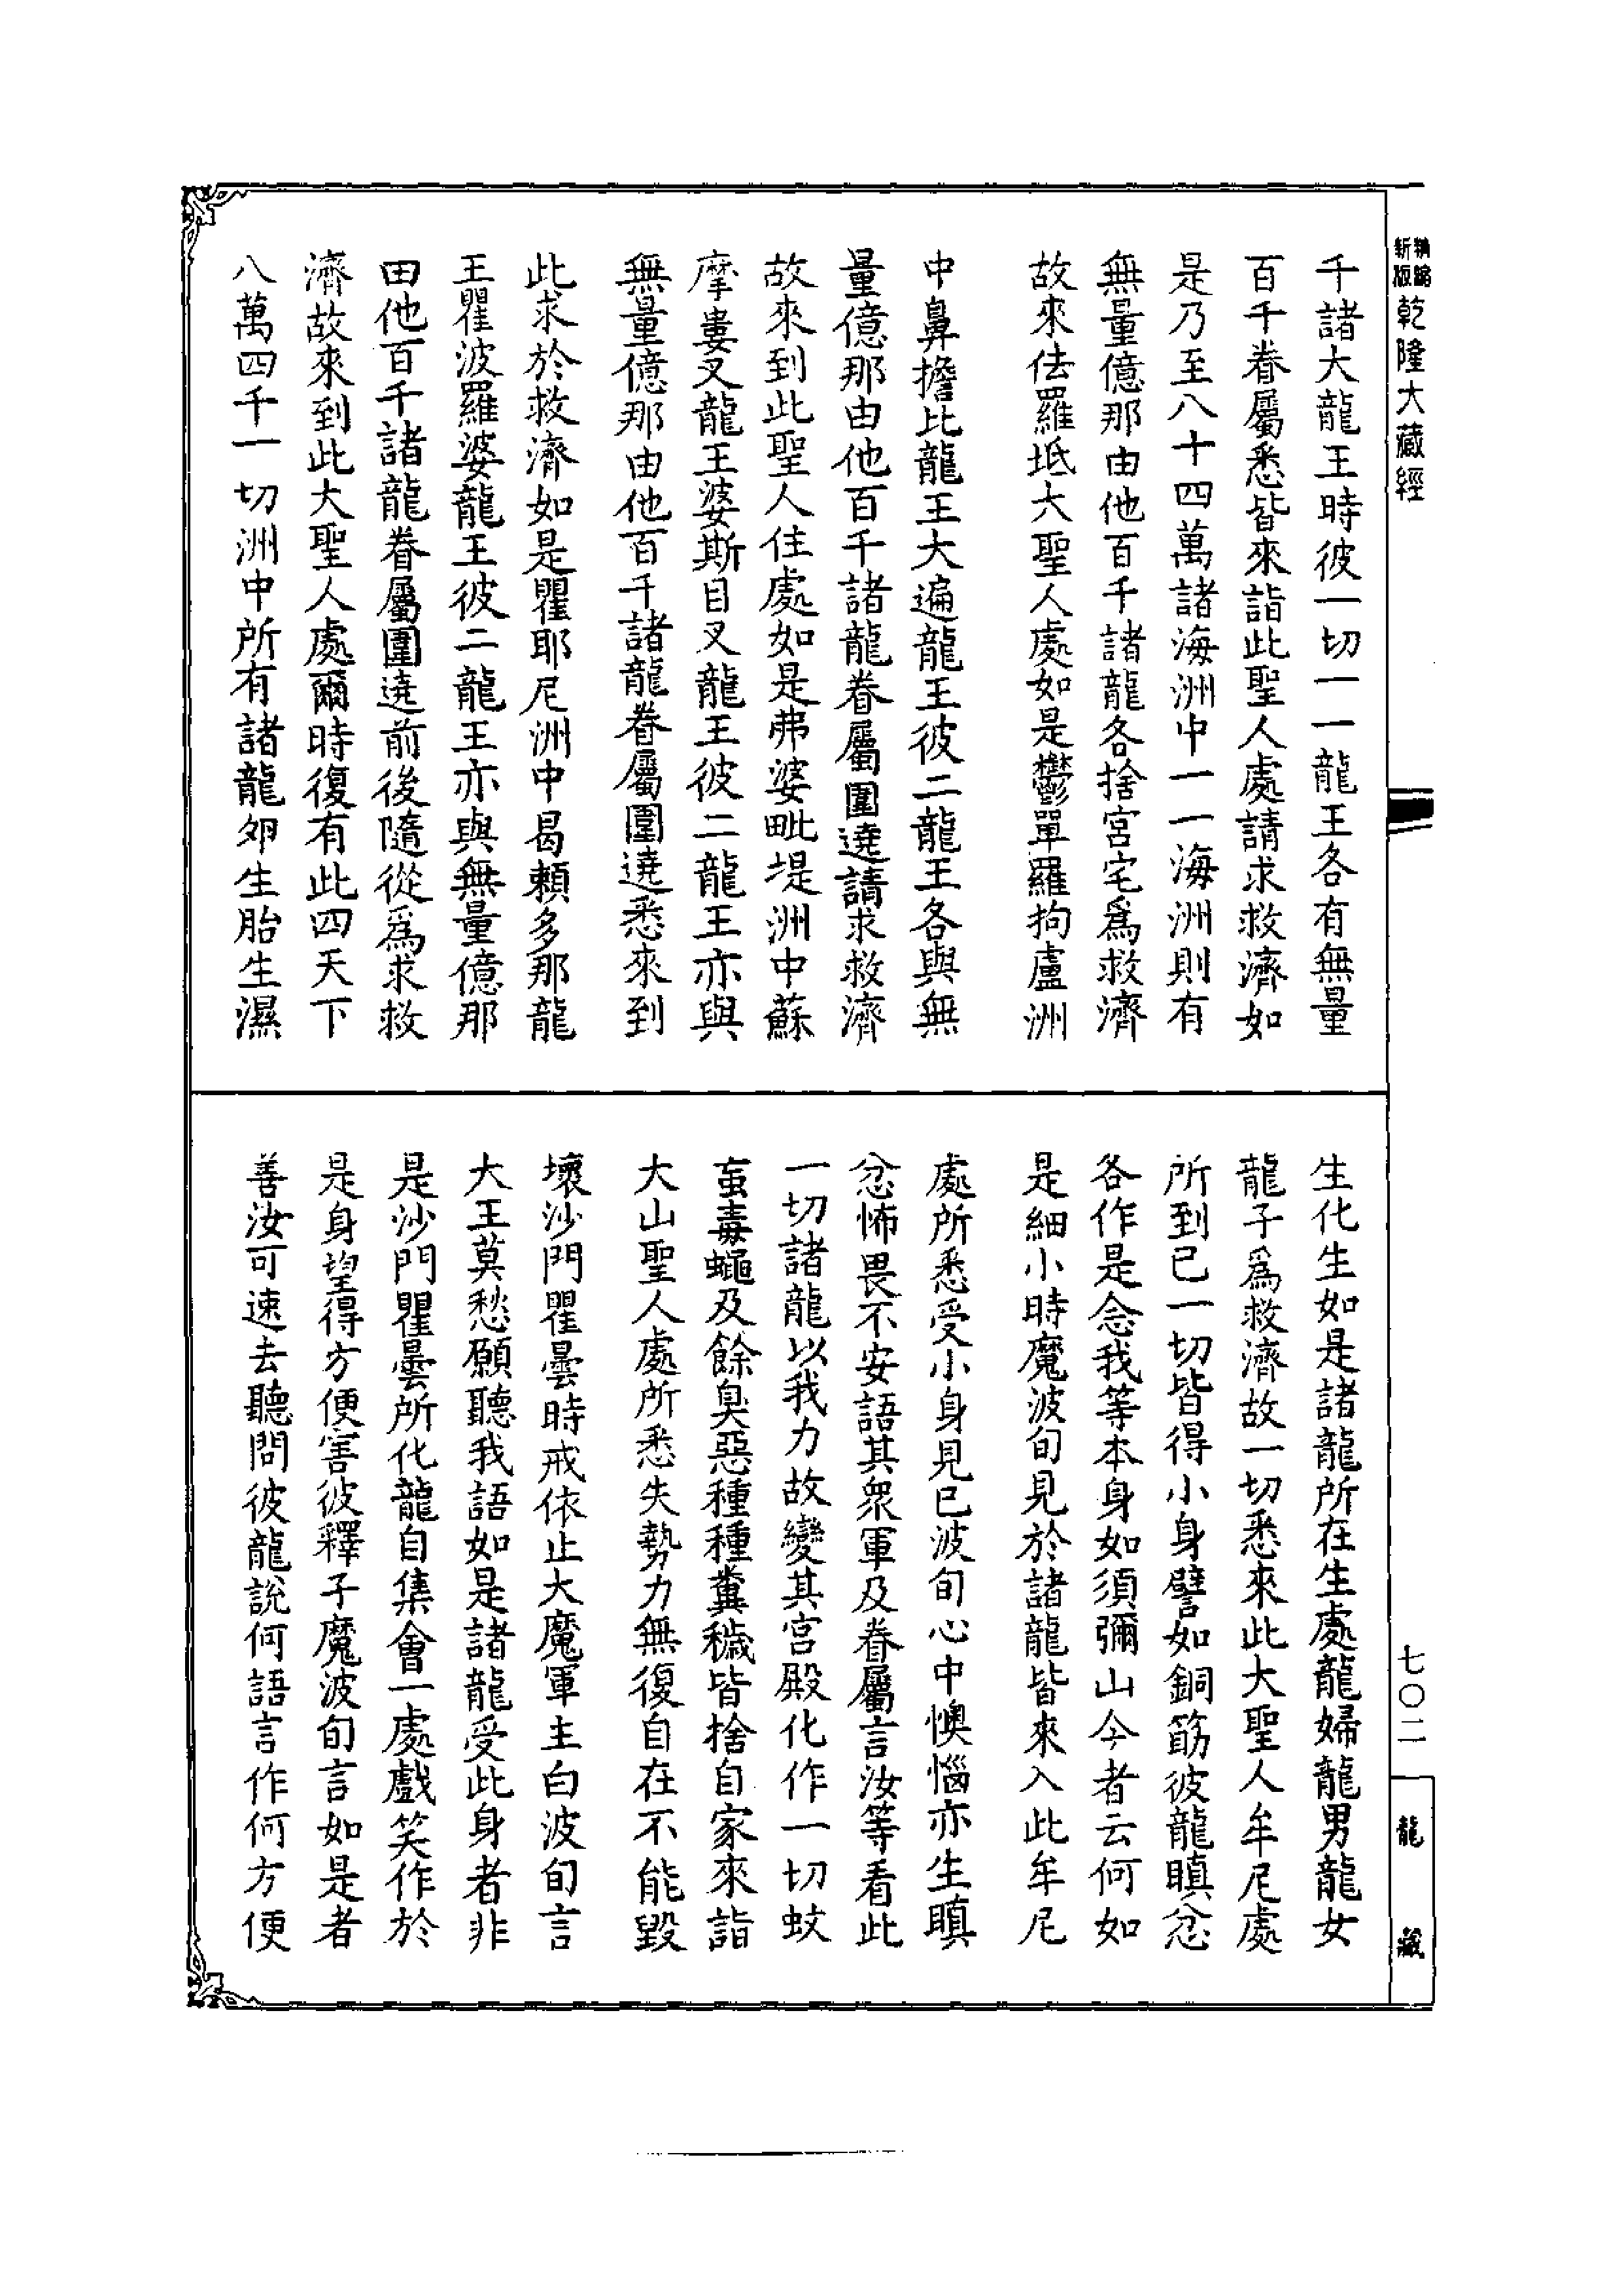 新版
精編
乾隆大藏經
千諸大龍王時彼一切一一龍王各有無量
百千眷屬悉皆來詣此聖人處請求救濟如
是乃至八十四萬諸海洲中一一海洲則有
無量億那由他百千諸龍各捨宮宅爲救濟
故來佉羅坻大聖人處如是鬱單羅拘盧洲
中鼻擔比龍王大遍龍王彼二龍王各與無
量億那由他百千諸龍眷屬圍遶請求救濟
故來到此聖人住處如是弗婆毗堤洲中蘇
摩婁叉龍王婆斯目叉龍王彼二龍王亦與
無量億那由他百千諸龍眷屬圍遶悉來到
此求於救濟如是瞿耶尼洲中曷賴多那龍
王瞿波羅婆龍王彼二龍王亦與無量億那
由他百千諸龍眷屬圍遶前後隨從爲求救
濟故來到此大聖人處爾時復有此四天下
八萬四千一切洲中所有諸龍卵生胎生濕
生化生如是諸龍所在生處龍婦龍男龍女
龍子爲救濟故一切悉來此大聖人牟尼處
所到已一切皆得小身譬如銅筯彼龍瞋忿
各作是念我等本身如須彌山今者云何如
是細小時魔波旬見於諸龍皆來入此牟尼
處所悉受小身見已波旬心中懊惱亦生瞋
忿怖畏不安語其衆軍及眷屬言汝等看此
一切諸龍以我力故變其宮殿化作一切蚊
蝱毒蠅及餘臭惡種種糞穢皆捨自家來詣
大山聖人處所悉失勢力無復自在不能毀
壞沙門瞿曇時戒依止大魔軍主白波旬言
大王莫愁願聽我語如是諸龍受此身者非
是沙門瞿曇所化龍自集會一處戲笑作於
是身望得方便害彼釋子魔波旬言如是者
善汝可速去聽問彼龍說何語言作何方便
七〇二
龍藏